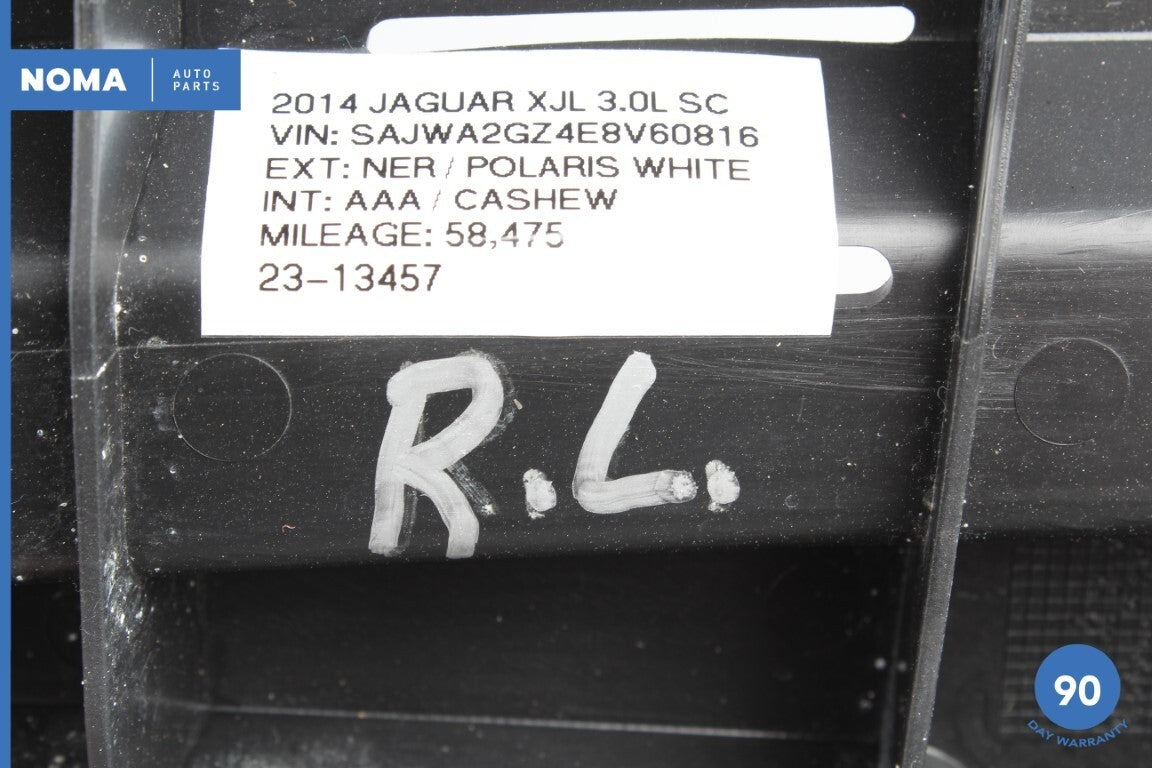 NOMA
AUTO
PARTS
2014 JAGUAR XJL 3.0L SC
VIN: SAJWA2GZ4E8V60816
EXT: NER / POLARIS WHITE
INT: AAA / CASHEW
MILEAGE: 58,475
23-13457
R.L.
90
DAY WARRANTY